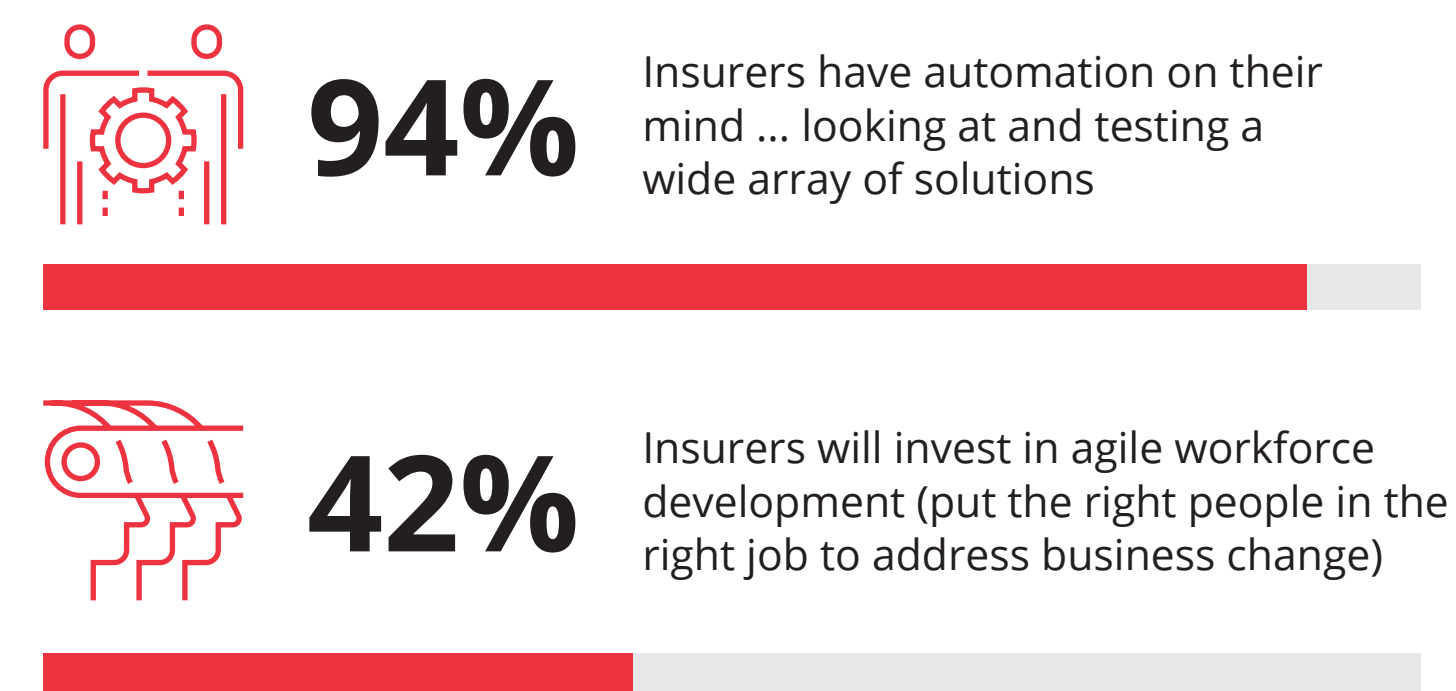 94%
Insurers have automation on their
mind ... looking at and testing a
wide array of solutions
42%
Insurers will invest in agile workforce
development (put the right people in the
right job to address business change)